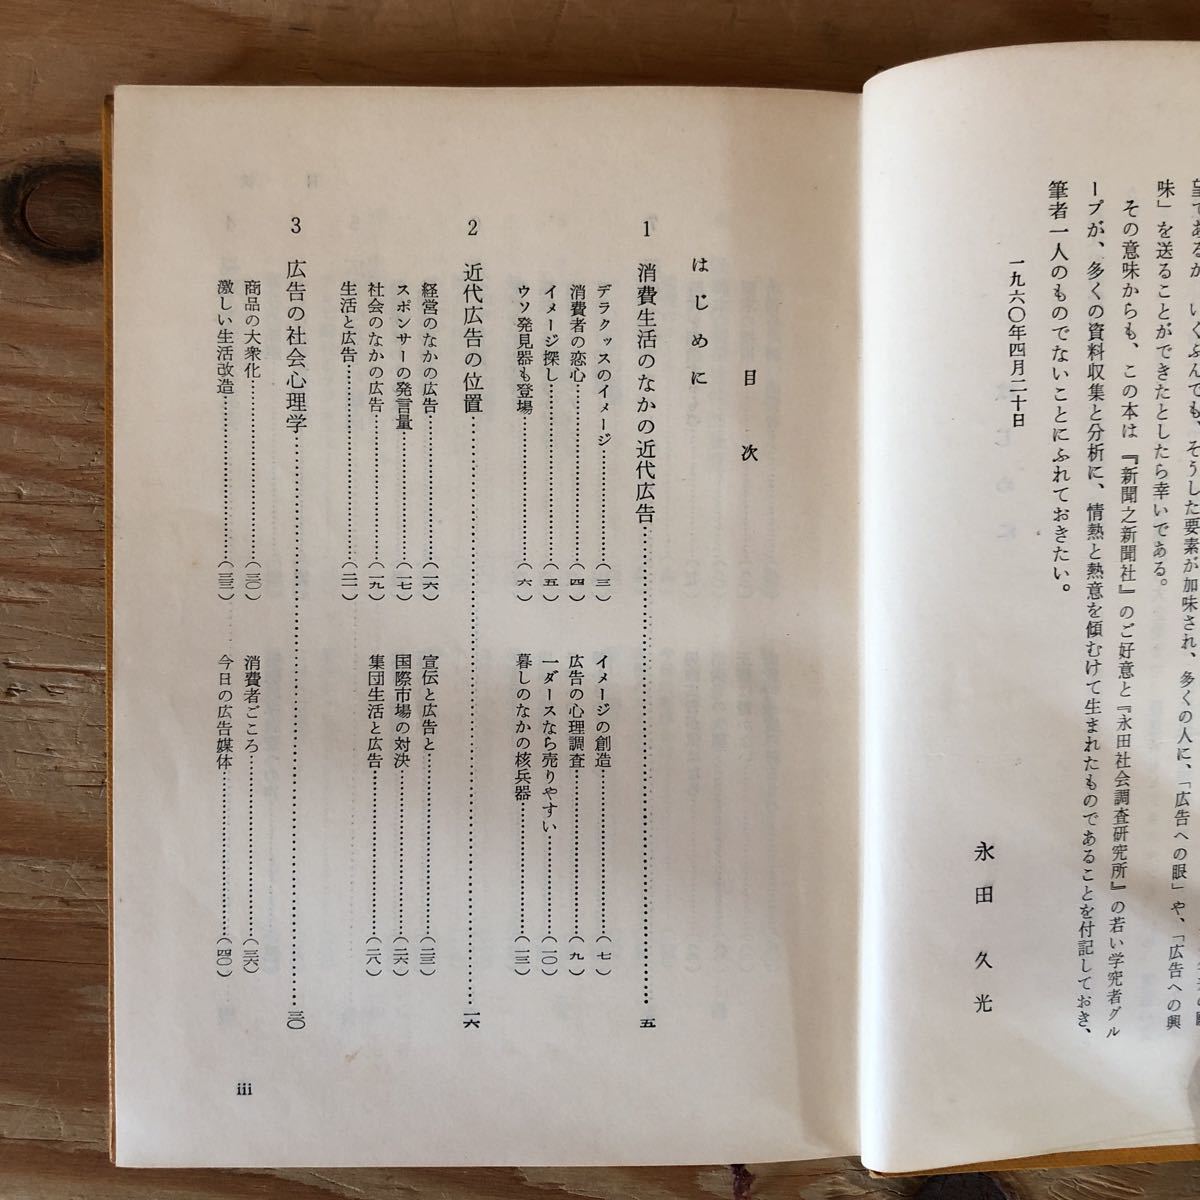 望であるが、いくぶんでも、そうした要素が加味され、多くの人に、「広告への眼」や、「広告への興
味」を送ることができたとしたら幸いである。
その意味からも、この本は『新聞之新聞社』のご好意と『永田社会調査研究所』の若い学究者グル
ープが、多くの資料収集と分析に、情熱と熱意を傾むけて生まれたものであることを付記しておき、
筆者一人のものでないことにふれておきたい。
一九六〇年四月二十日
永田久光
目次
はじめに
1 消費生活のなかの近代広告……五
デラックスのイメージ……(三)
イメージの創造……(七)
消費者の恋心……(四)
広告の心理調査……(九)
イメージ探し……(五)
一ダースなら売りやすい……(一〇)
ウソ発見器も登場……(六)
暮しのなかの核兵器……(一三)
2 近代広告の位置……一六
経営のなかの広告……(一六)
宣伝と広告と……(二三)
スポンサーの発言量……(一七)
国際市場の対決……(二六)
社会のなかの広告……(一九)
集団生活と広告……(二八)
生活と広告……(二一)
3 広告の社会心理学……三〇
商品の大衆化……(三〇)
消費者ごころ……(三六)
激しい生活改造……(三三)
今日の広告媒体……(四〇)
iii